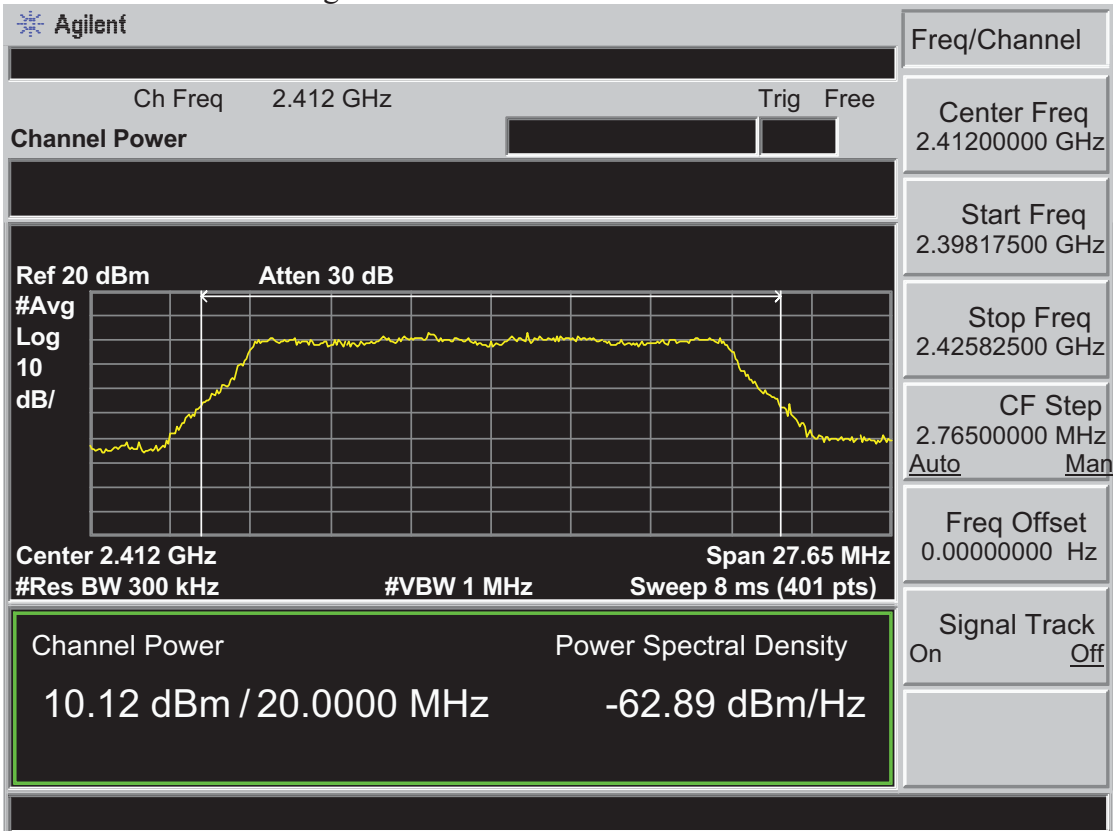 Agilent
Freq/Channel
Ch Freq 2.412 GHz Trig Free
Channel Power
Center Freq
2.41200000 GHz
Start Freq
2.39817500 GHz
Stop Freq
2.42582500 GHz
CF Step
2.76500000 MHz
Auto Man
Freq Offset
0.00000000 Hz
Signal Track
On Off
Ref 20 dBm Atten 30 dB
#Avg
Log
10
dB/
Center 2.412 GHz Span 27.65 MHz
#Res BW 300 kHz #VBW 1 MHz Sweep 8 ms (401 pts)
Channel Power Power Spectral Density
10.12 dBm / 20.0000 MHz -62.89 dBm/Hz